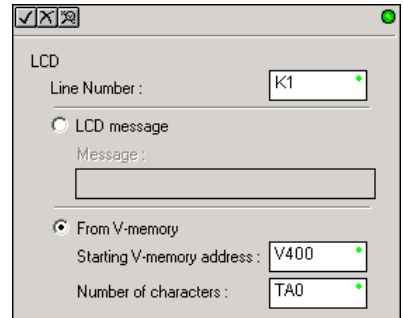 LCD
Line Number : K1
LCD message
Message :
From V-memory
Starting V-memory address : V400
Number of characters : TA0